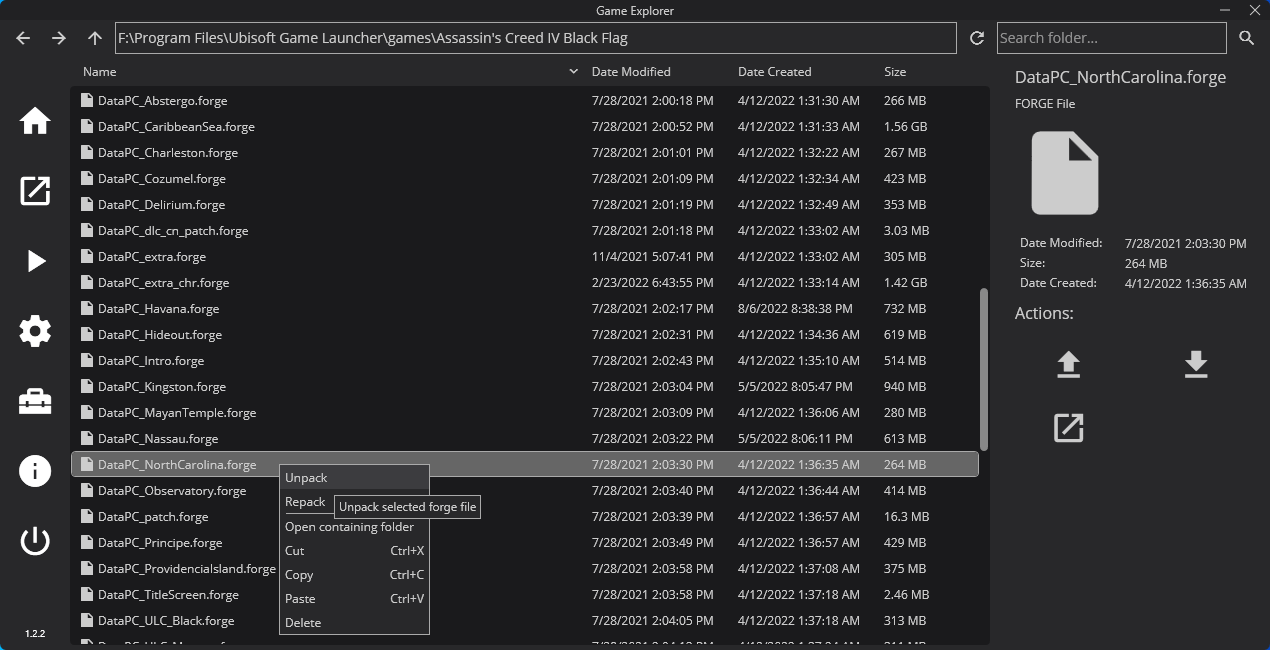 Game Explorer
F:\Program Files\Ubisoft Game Launcher\games\Assassin's Creed IV Black Flag
Search folder...
Name Date Modified Date Created Size
DataPC_Abstergo.forge 7/28/2021 2:00:18 PM 4/12/2022 1:31:30 AM 266 MB
DataPC_CaribbeanSea.forge 7/28/2021 2:00:52 PM 4/12/2022 1:31:33 AM 1.56 GB
DataPC_Charleston.forge 7/28/2021 2:01:01 PM 4/12/2022 1:32:22 AM 267 MB
DataPC_Cozumel.forge 7/28/2021 2:01:09 PM 4/12/2022 1:32:34 AM 423 MB
DataPC_Delirium.forge 7/28/2021 2:01:19 PM 4/12/2022 1:32:49 AM 353 MB
DataPC_dlc_cn_patch.forge 7/28/2021 2:01:18 PM 4/12/2022 1:33:02 AM 3.03 MB
DataPC_extra.forge 11/4/2021 5:07:41 PM 4/12/2022 1:33:02 AM 305 MB
DataPC_extra_chr.forge 2/23/2022 6:43:55 PM 4/12/2022 1:33:14 AM 1.42 GB
DataPC_Havana.forge 7/28/2021 2:02:17 PM 8/6/2022 8:38:38 PM 732 MB
DataPC_Hideout.forge 7/28/2021 2:02:31 PM 4/12/2022 1:34:36 AM 619 MB
DataPC_Intro.forge 7/28/2021 2:02:43 PM 4/12/2022 1:35:10 AM 514 MB
DataPC_Kingston.forge 7/28/2021 2:03:04 PM 5/5/2022 8:05:47 PM 940 MB
DataPC_MayanTemple.forge 7/28/2021 2:03:09 PM 4/12/2022 1:36:06 AM 280 MB
DataPC_Nassau.forge 7/28/2021 2:03:22 PM 5/5/2022 8:06:11 PM 613 MB
DataPC_NorthCarolina.forge 7/28/2021 2:03:30 PM 4/12/2022 1:36:35 AM 264 MB
DataPC_Observatory.forge 7/28/2021 2:03:40 PM 4/12/2022 1:36:44 AM 414 MB
DataPC_patch.forge 7/28/2021 2:03:39 PM 4/12/2022 1:36:57 AM 16.3 MB
DataPC_Principe.forge 7/28/2021 2:03:49 PM 4/12/2022 1:36:57 AM 429 MB
DataPC_ProvidenciaIsland.forge 7/28/2021 2:03:58 PM 4/12/2022 1:37:08 AM 375 MB
DataPC_TitleScreen.forge 7/28/2021 2:03:58 PM 4/12/2022 1:37:18 AM 2.46 MB
DataPC_ULC_Black.forge 7/28/2021 2:04:05 PM 4/12/2022 1:37:18 AM 313 MB
Unpack
Repack
Unpack selected forge file
Open containing folder
Cut Ctrl+X
Copy Ctrl+C
Paste Ctrl+V
Delete
1.2.2
DataPC_NorthCarolina.forge
FORGE File
Date Modified: 7/28/2021 2:03:30 PM
Size: 264 MB
Date Created: 4/12/2022 1:36:35 AM
Actions: